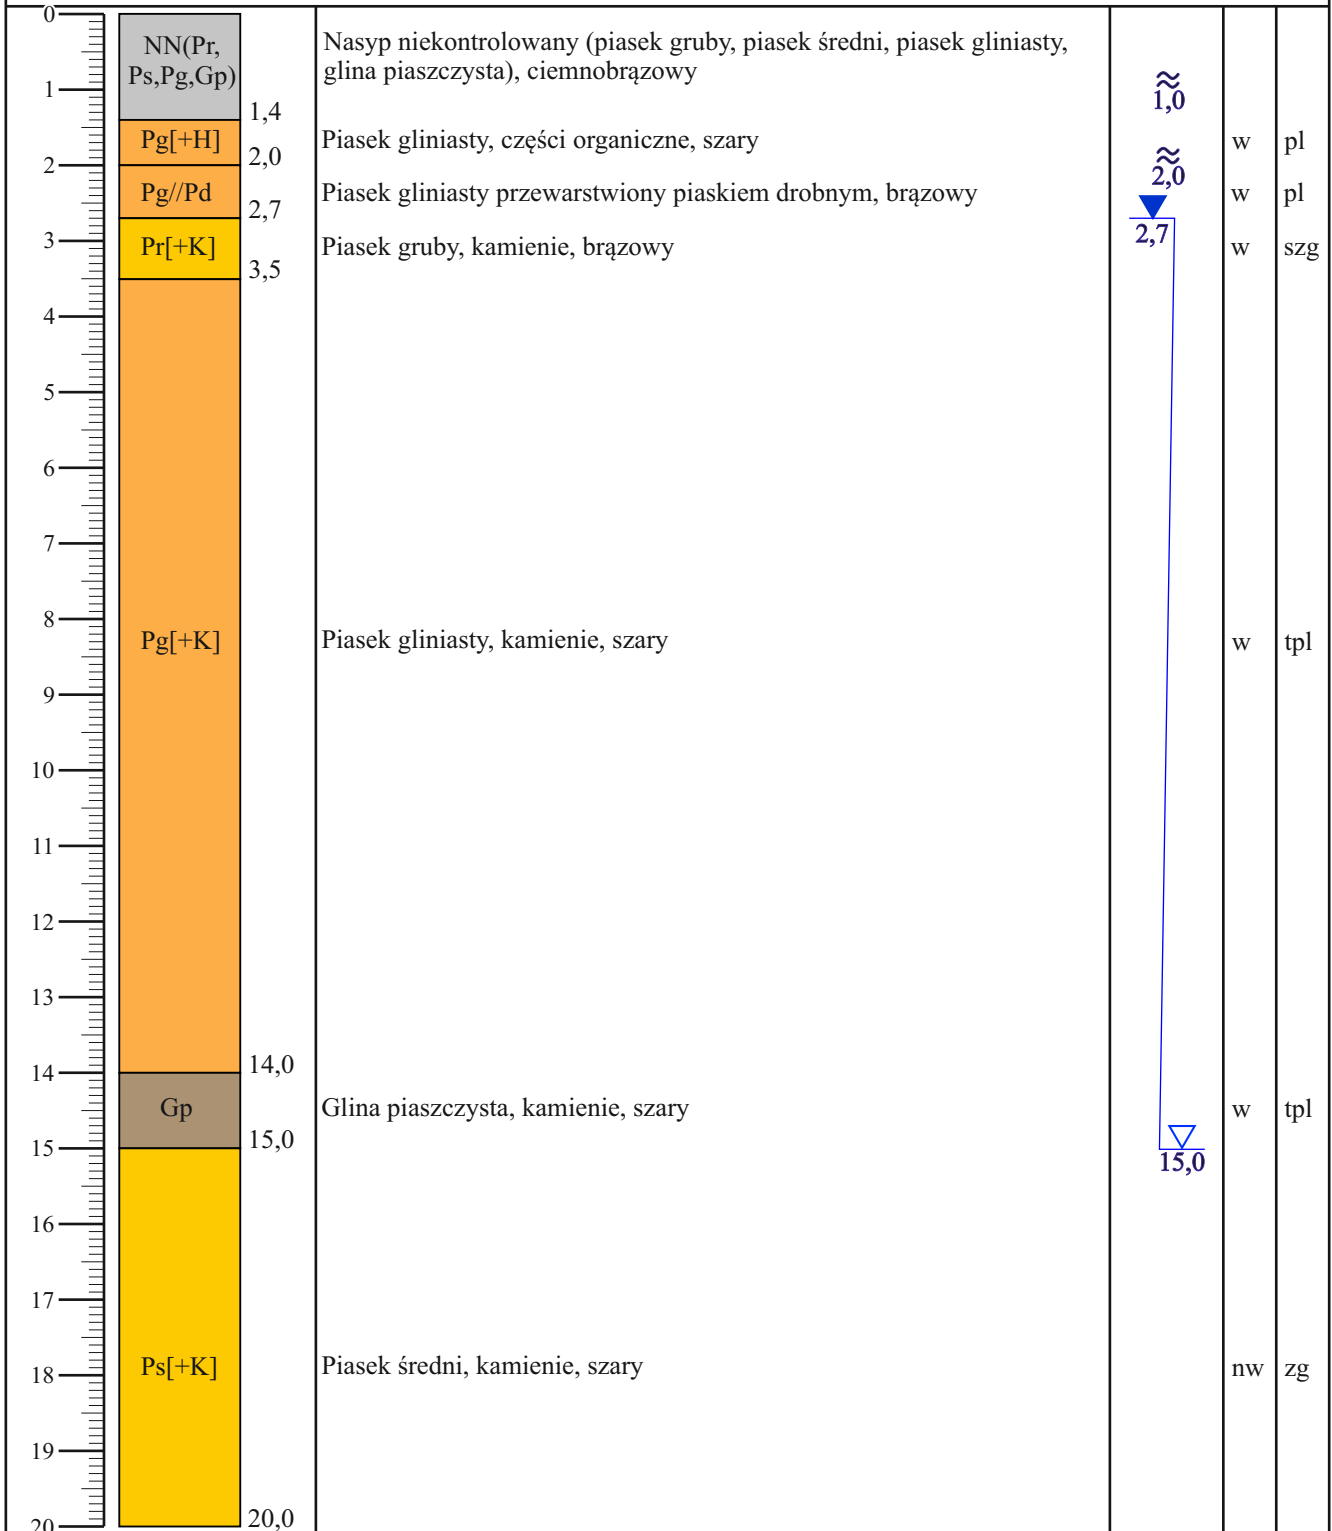 0
NN(Pr,
Ps,Pg,Gp)
Nasyp niekontrolowany (piasek gruby, piasek średni, piasek gliniasty,
glina piaszczysta), ciemnobrązowy
1
≈
1,0
1,4
Pg[+H]
Piasek gliniasty, części organiczne, szary
w
pl
2
2,0
≈
2,0
Pg//Pd
Piasek gliniasty przewarstwiony piaskiem drobnym, brązowy
w
pl
2,7
2,7
3
Pr[+K]
Piasek gruby, kamienie, brązowy
w
szg
3,5
4
5
6
7
8
Pg[+K]
Piasek gliniasty, kamienie, szary
w
tpl
9
10
11
12
13
14
14,0
Gp
Glina piaszczysta, kamienie, szary
w
tpl
15
15,0
15,0
16
17
18
Ps[+K]
Piasek średni, kamienie, szary
nw
zg
19
20
20,0